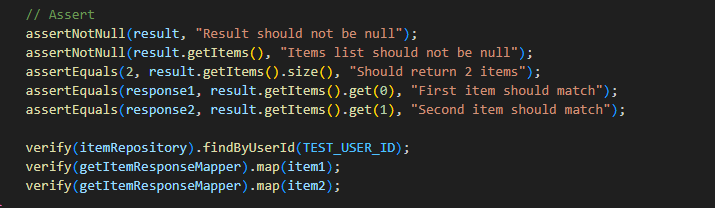 // Assert
assertNotNull(result, "Result should not be null");
assertNotNull(result.getItems(), "Items list should not be null");
assertEquals(2, result.getItems().size(), "Should return 2 items");
assertEquals(response1, result.getItems().get(0), "First item should match");
assertEquals(response2, result.getItems().get(1), "Second item should match");
verify(itemRepository).findByUserId(TEST_USER_ID);
verify(getItemResponseMapper).map(item1);
verify(getItemResponseMapper).map(item2);